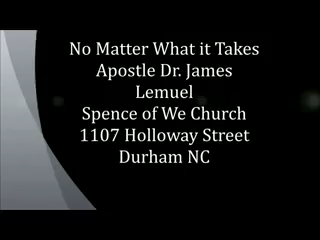 No Matter What it Takes
Apostle Dr. James
Lemuel
Spence of We Church
1107 Holloway Street
Durham NC